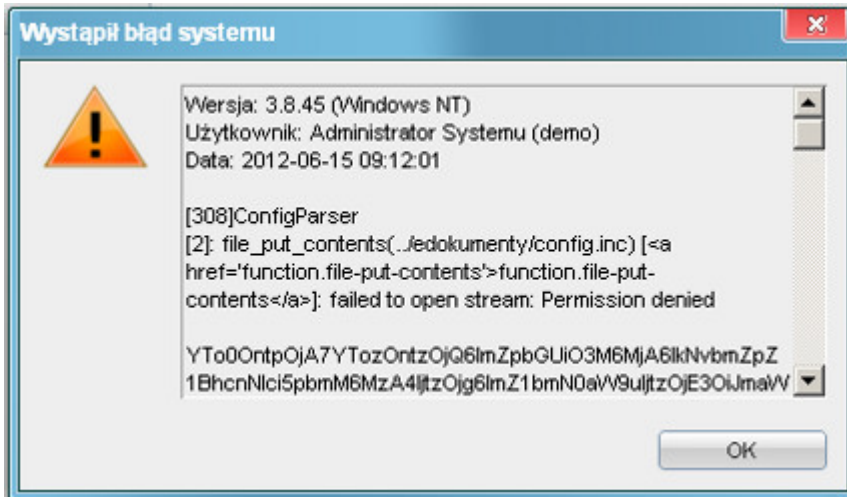 Wystąpił błąd systemu
Wersja: 3.8.45 (Windows NT)
Użytkownik: Administrator Systemu (demo)
Data: 2012-06-15 09:12:01
[308]ConfigParser
[2]: file_put_contents(../edokumenty/config.inc) [<a
href='function.file-put-contents'>function.file-put-
contents</a>]: failed to open stream: Permission denied
YTo0OntpOjA7YTozOntzOjQ6ImZpbGUiO3M6MjA6IkNvbmZpZ
1BhcnNlci5pbmM6MzA4IjtzOjg6ImZ1bmN0aW9uIjtzOjE3OiJmaW
OK